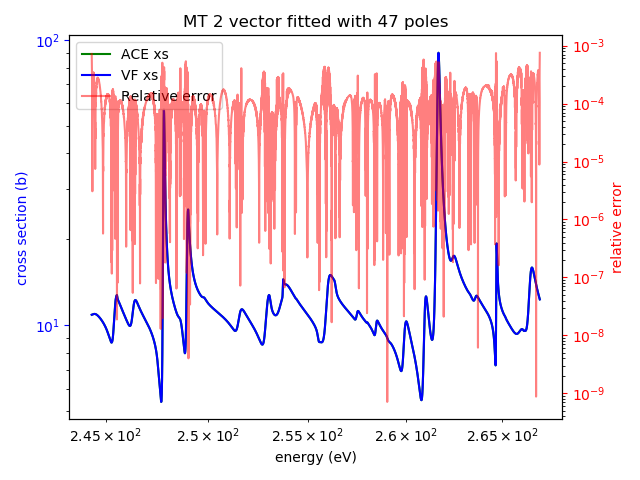 MT 2 vector fitted with 47 poles
ACE xs
VF xs
Relative error
cross section (b)
10²
10¹
relative error
10⁻³
10⁻⁴
10⁻⁵
10⁻⁶
10⁻⁷
10⁻⁸
10⁻⁹
2.45 × 10² 2.5 × 10² 2.55 × 10² 2.6 × 10² 2.65 × 10²
energy (eV)